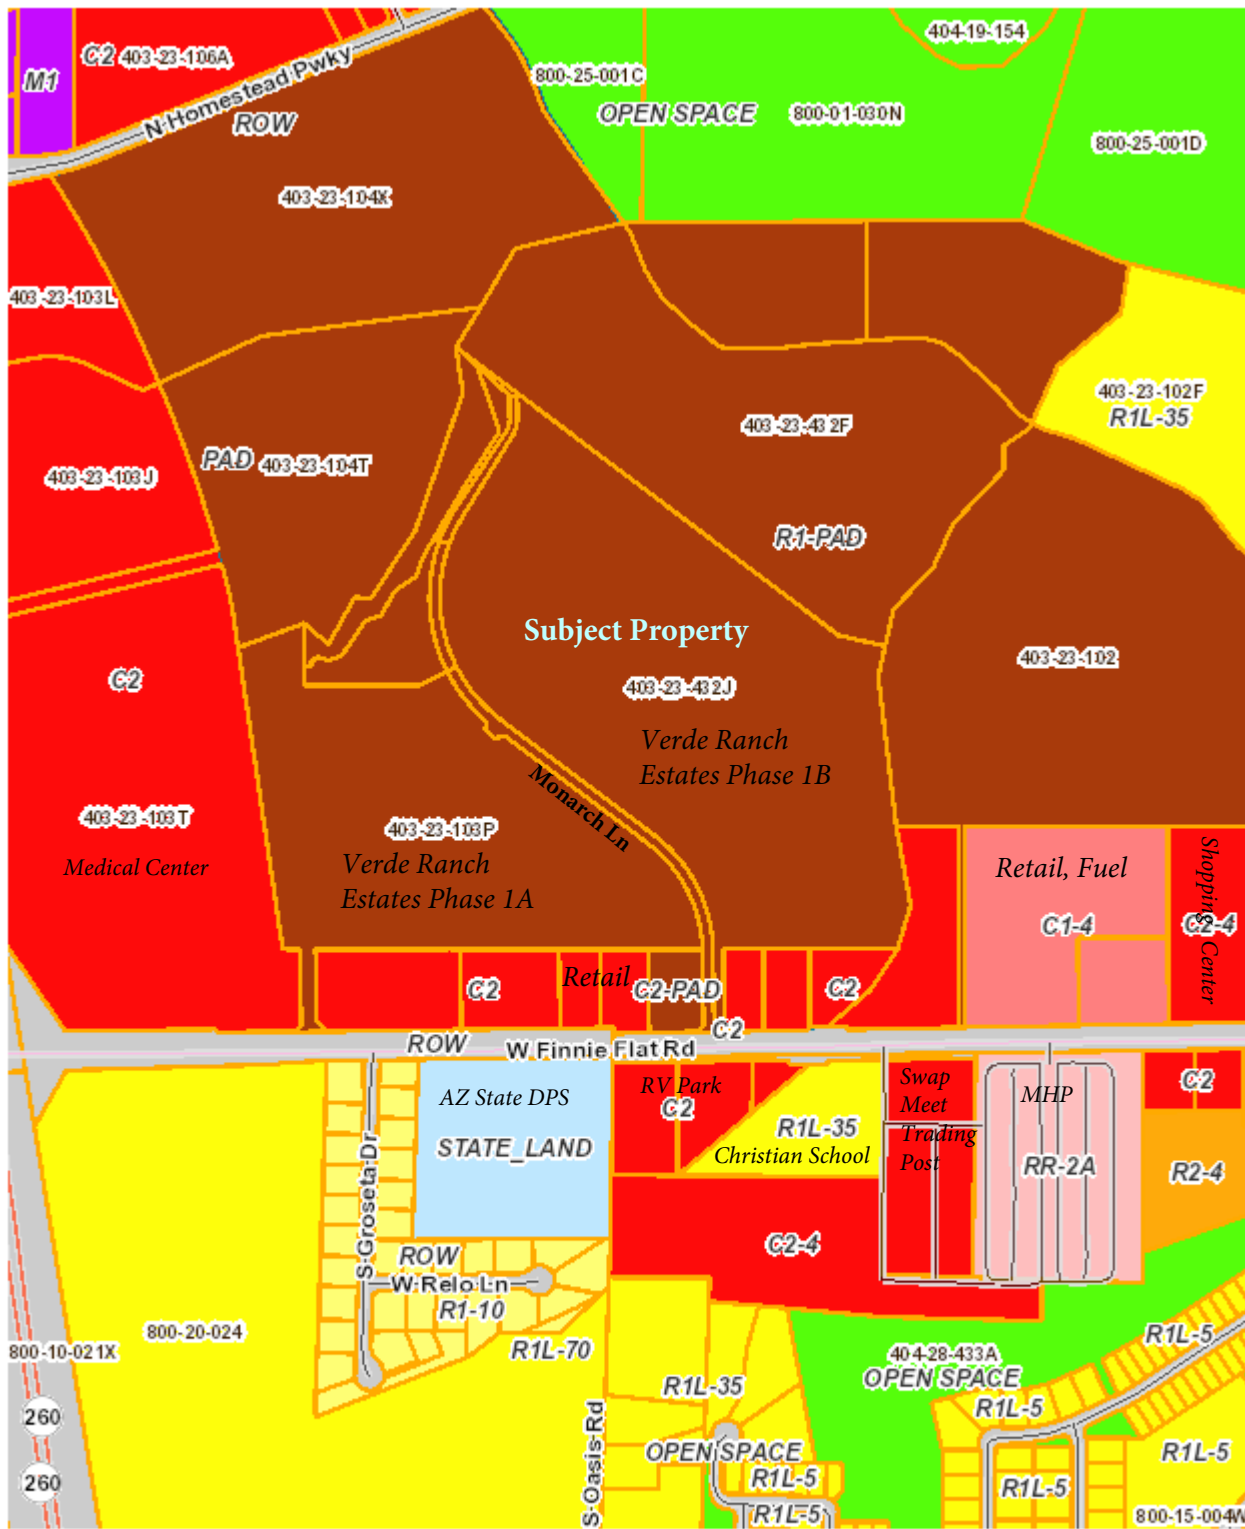 404-19-154
C2 403-23-106A
M1
800-25-001C
N Homestead Pwky
ROW
OPEN SPACE
800-01-030N
800-25-001D
403-23-104X
403-23-103L
403-23-102F
R1L-35
403-23-432F
PAD 403-23-104T
403-23-103J
R1-PAD
Subject Property
403-23-102
C2
403-23-432J
Verde Ranch
Estates Phase 1B
Monarch Ln
403-23-103T
403-23-103P
Medical Center
Verde Ranch
Estates Phase 1A
Retail, Fuel
Shopping Center
C1-4
C2-4
Retail
C2
C2-PAD
C2
C2
ROW
W Finnie Flat Rd
AZ State DPS
RV Park
C2
Swap
Meet
Trading
Post
MHP
C2
STATE_LAND
R1L-35
Christian School
RR-2A
R2-4
S Groseta Dr
C2-4
ROW
W Relo Ln
R1-10
R1L-70
800-20-024
800-10-021X
404-28-433A
OPEN SPACE
R1L-5
R1L-35
R1L-5
260
S Oasis Rd
OPEN SPACE
R1L-5
R1L-5
260
R1L-5
R1L-5
800-15-004W